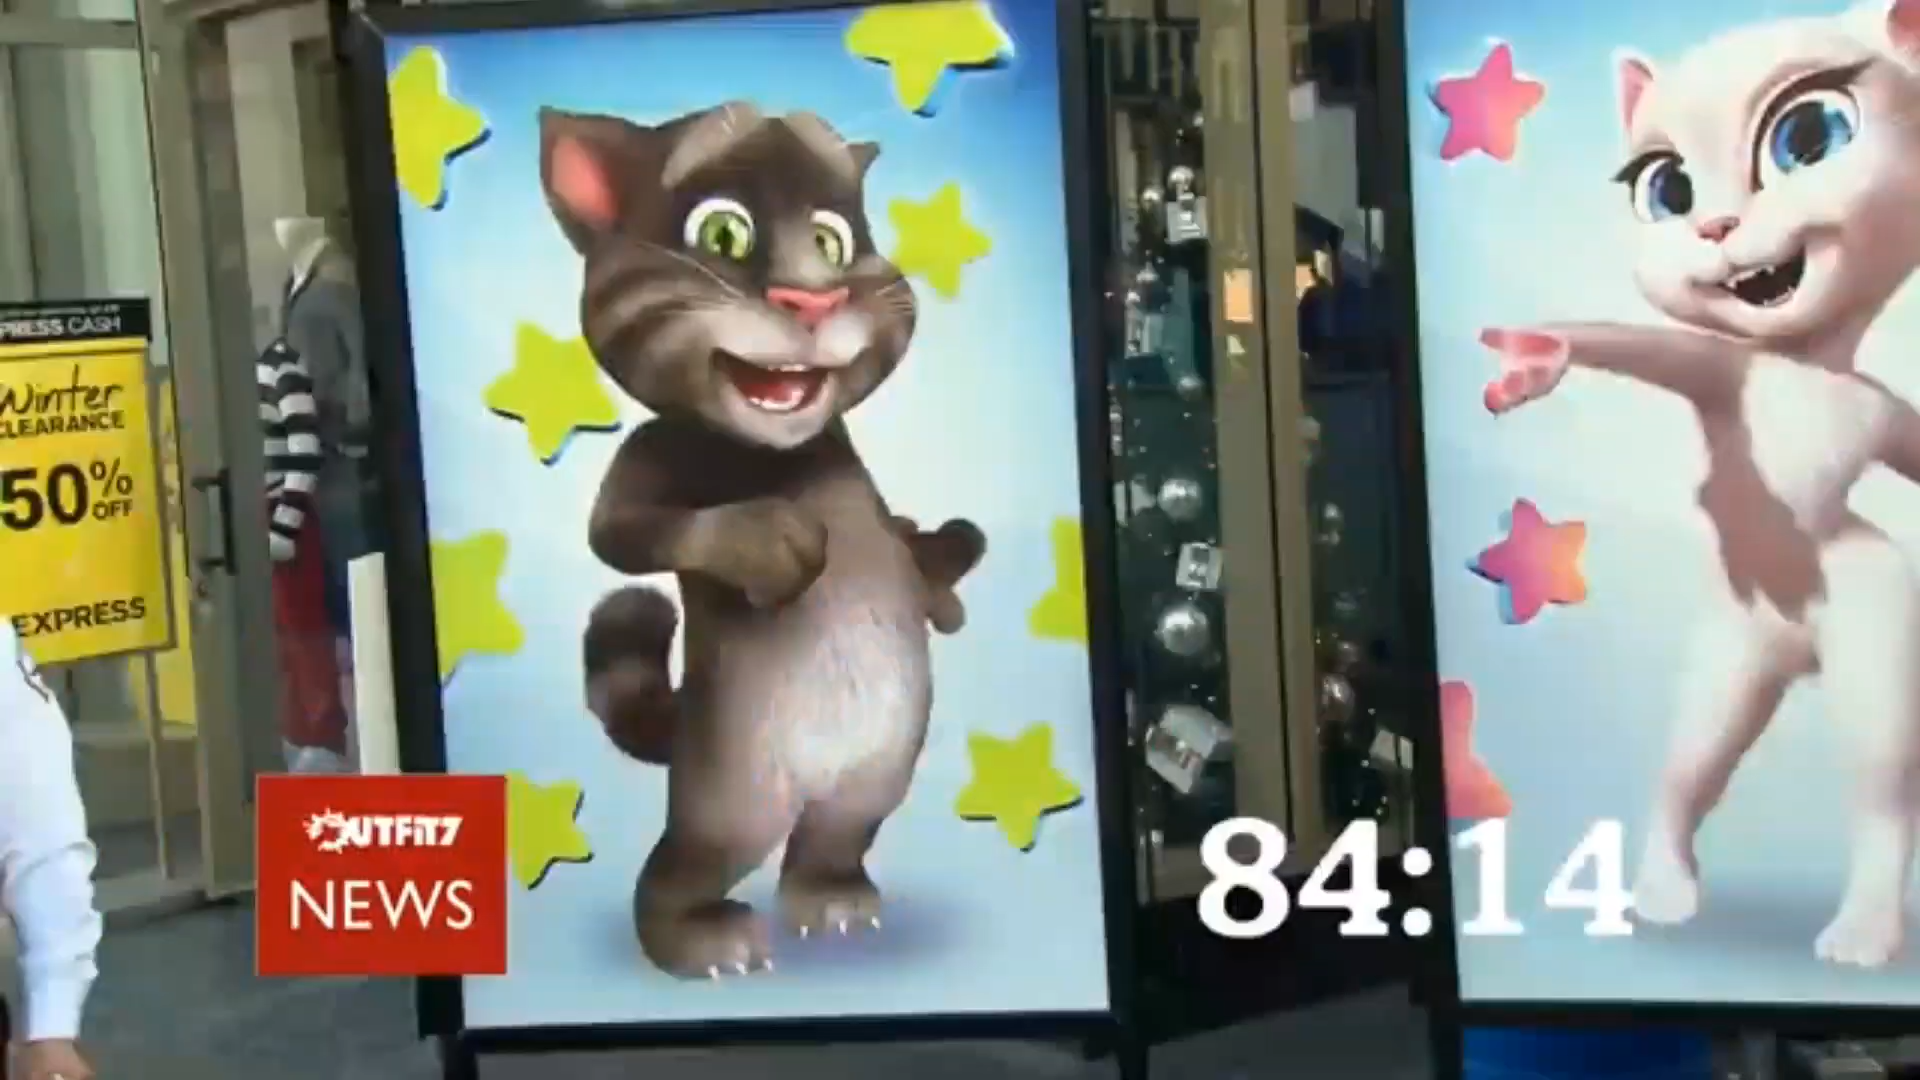 PRESS CASH
Winter
CLEARANCE
50%
OFF
EXPRESS
OUTFIT7
NEWS
84:14